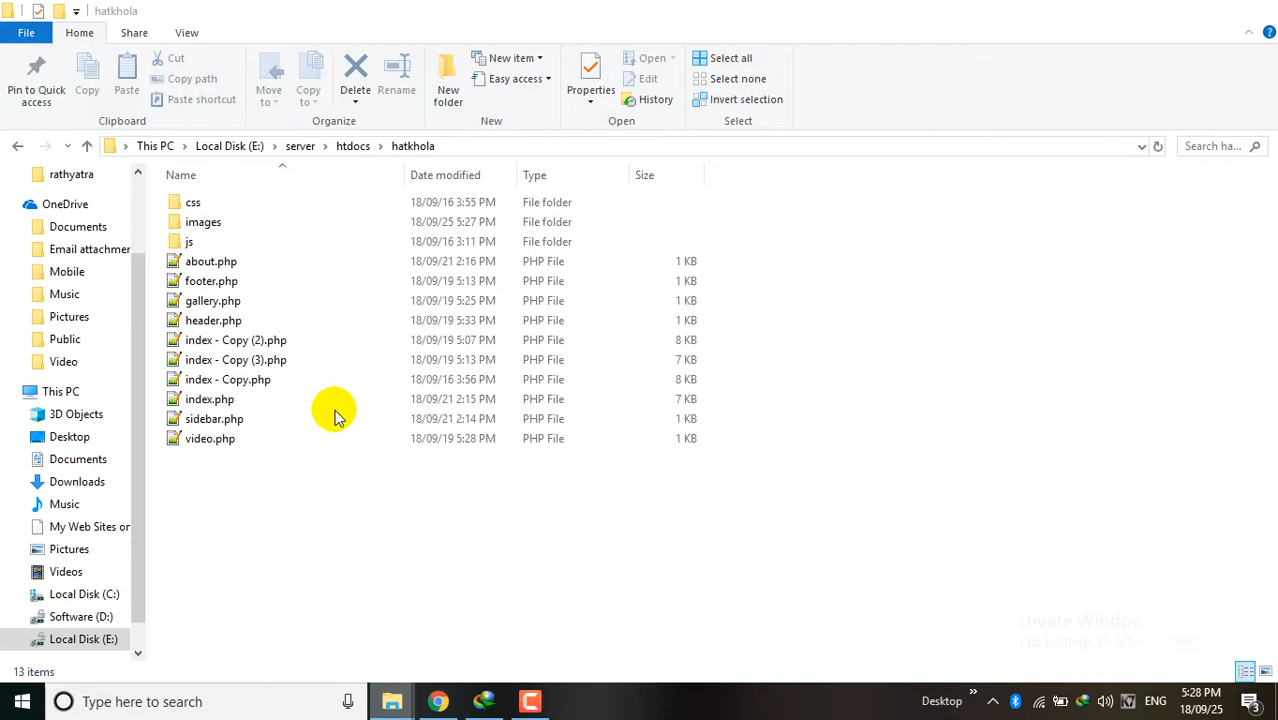 hatkhola
File Home Share View
Pin to Quick access
Copy
Paste
Cut
Copy path
Paste shortcut
Clipboard
Move to
Copy to
Delete
Rename
Organize
New folder
New item
Easy access
New
Properties
Open
Edit
History
Open
Select all
Select none
Invert selection
Select
This PC › Local Disk (E:) › server › htdocs › hatkhola
Search ha...
rathyatra
OneDrive
Documents
Email attachmer
Mobile
Music
Pictures
Public
Video
This PC
3D Objects
Desktop
Documents
Downloads
Music
My Web Sites on
Pictures
Videos
Local Disk (C:)
Software (D:)
Local Disk (E:)
Name Date modified Type Size
css 18/09/16 3:55 PM File folder
images 18/09/25 5:27 PM File folder
js 18/09/16 3:11 PM File folder
about.php 18/09/21 2:16 PM PHP File 1 KB
footer.php 18/09/19 5:13 PM PHP File 1 KB
gallery.php 18/09/19 5:25 PM PHP File 1 KB
header.php 18/09/19 5:33 PM PHP File 1 KB
index - Copy (2).php 18/09/19 5:07 PM PHP File 8 KB
index - Copy (3).php 18/09/19 5:13 PM PHP File 7 KB
index - Copy.php 18/09/16 3:56 PM PHP File 8 KB
index.php 18/09/21 2:15 PM PHP File 7 KB
sidebar.php 18/09/21 2:14 PM PHP File 1 KB
video.php 18/09/19 5:28 PM PHP File 1 KB
ctivate Window
to Settings to
13 items
Type here to search
Desktop
ENG
5:28 PM
18/09/25
3